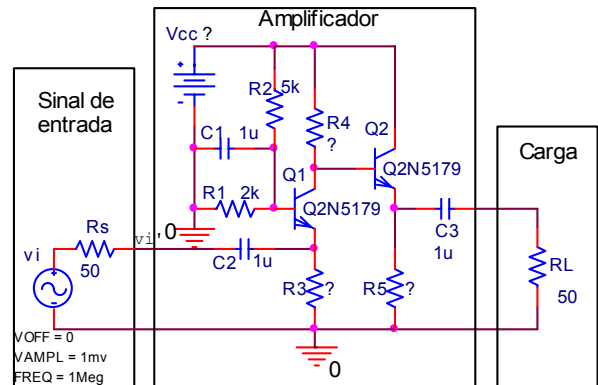 Amplificador
Vcc ?
Sinal de
entrada
R2 5k
C1 1u
R4
?
Q2
Q1
Q2N5179
R1 2k
Q2N5179
Carga
0
vi'
Rs
50
vi
C2 1u
C3
1u
R3 ?
R5 ?
RL
50
0
VOFF = 0
VAMPL = 1mv
FREQ = 1Meg